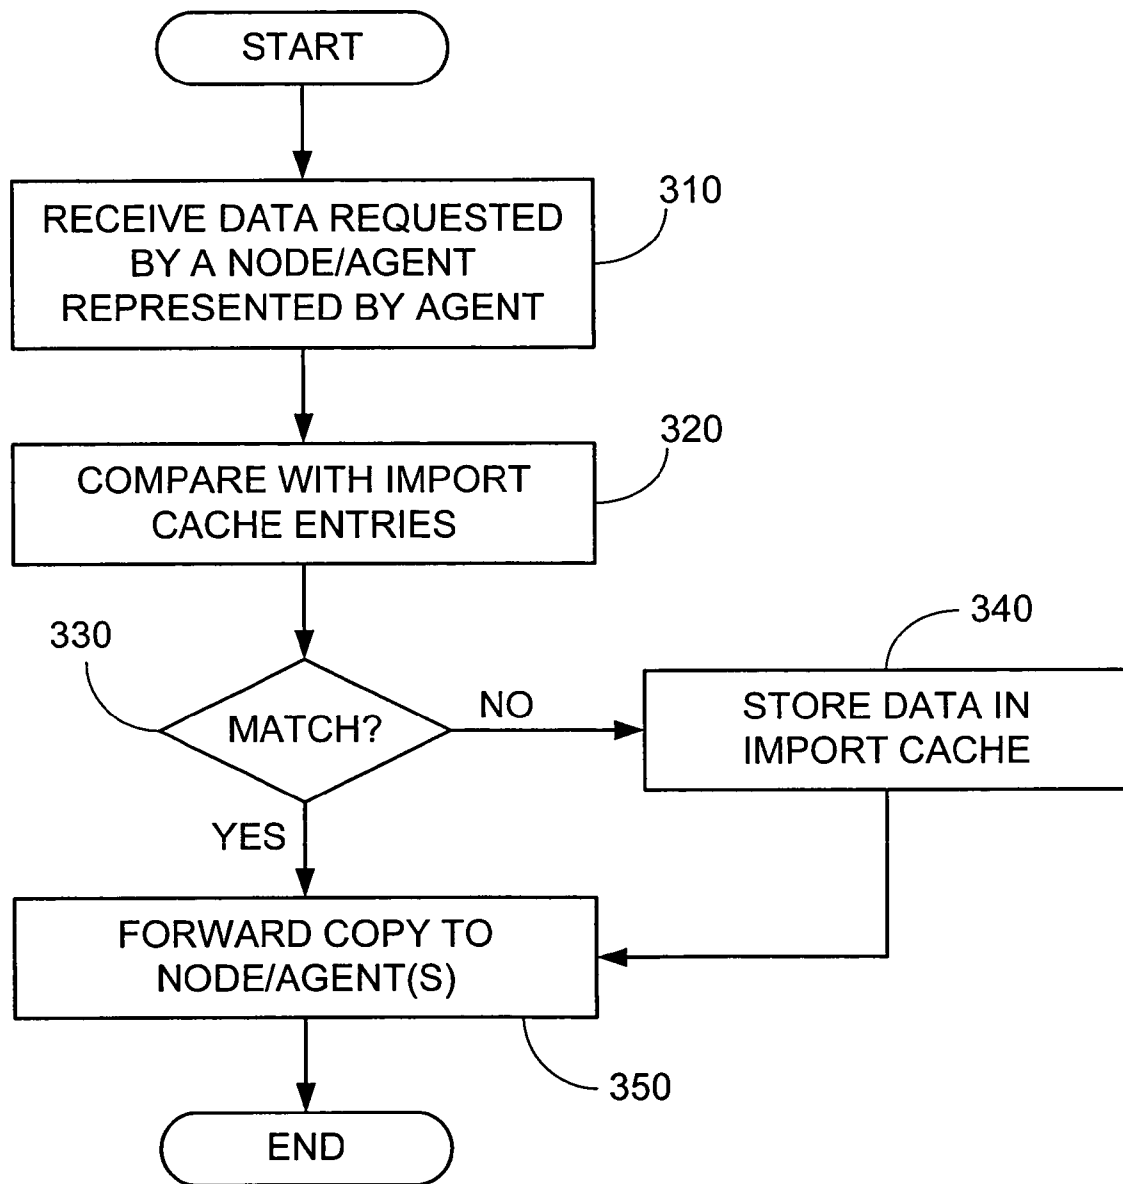 START
310
RECEIVE DATA REQUESTED
BY A NODE/AGENT
REPRESENTED BY AGENT
320
COMPARE WITH IMPORT
CACHE ENTRIES
330
MATCH?
NO
340
STORE DATA IN
IMPORT CACHE
YES
FORWARD COPY TO
NODE/AGENT(S)
350
END